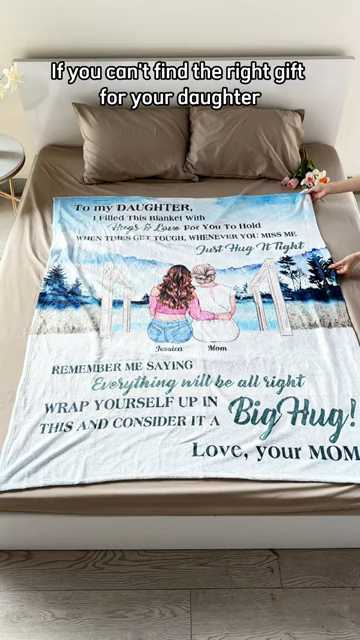 If you can't find the right gift
for your daughter
To my DAUGHTER,
I Filled This Blanket With
Hugs & Love For You To Hold
WHEN TIMES GET TOUGH, WHENEVER YOU MISS ME
Just Hug It Tight
Jessica Mom
REMEMBER ME SAYING
Everything will be all right
WRAP YOURSELF UP IN
THIS AND CONSIDER IT A Big Hug!
Love, your MOM